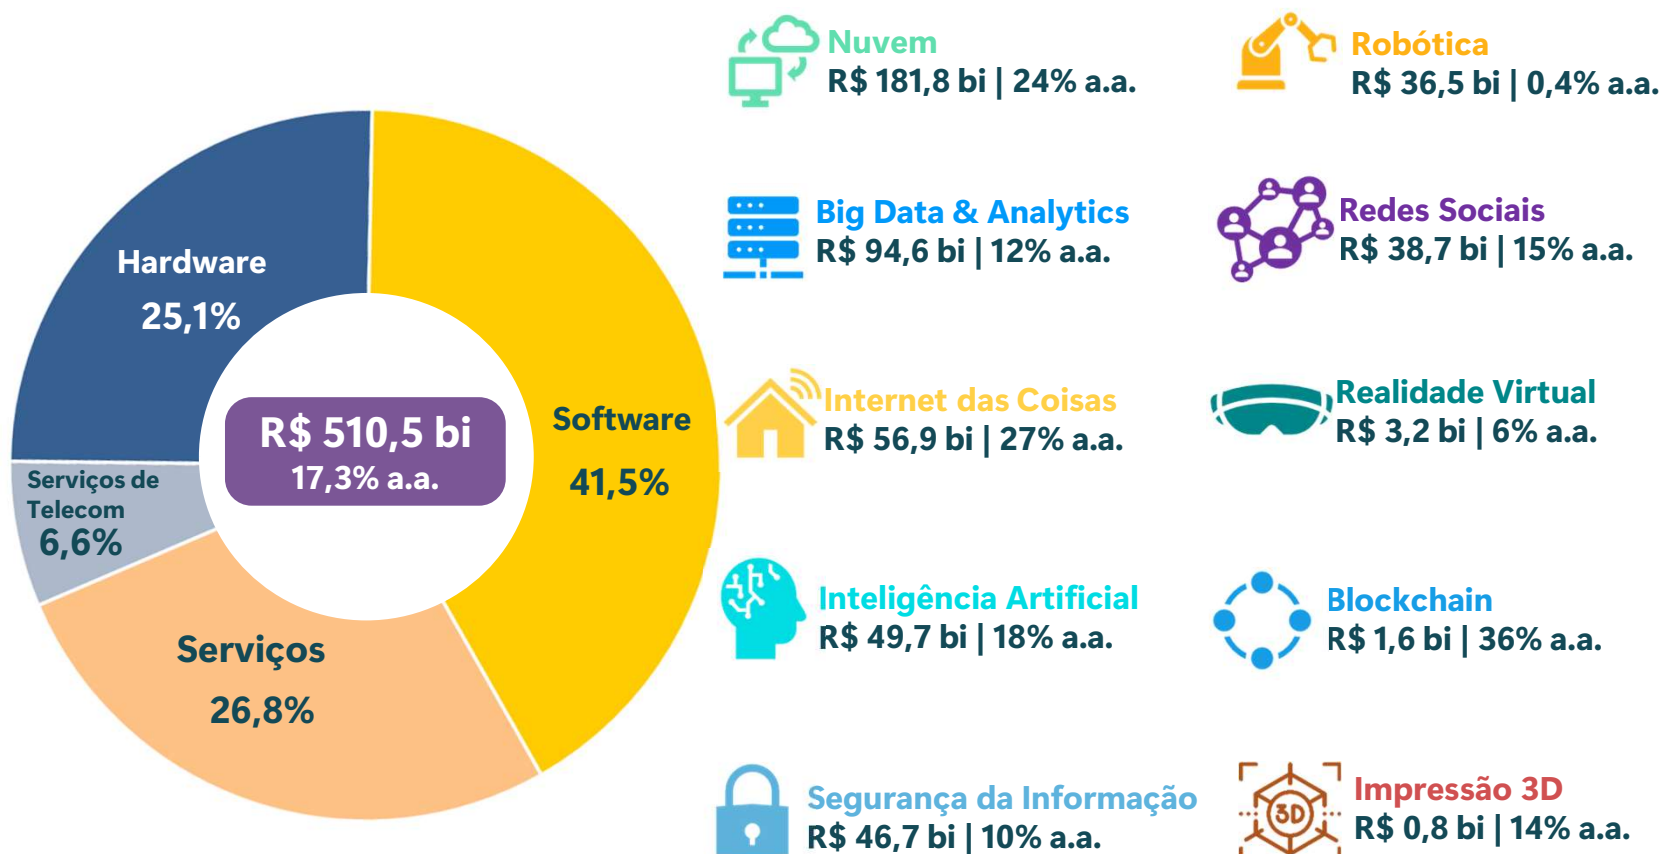 Hardware
25,1%
Software
41,5%
R$ 510,5 bi
17,3% a.a.
Serviços de
Telecom
6,6%
Serviços
26,8%
Nuvem
R$ 181,8 bi | 24% a.a.
Robótica
R$ 36,5 bi | 0,4% a.a.
Big Data & Analytics
R$ 94,6 bi | 12% a.a.
Redes Sociais
R$ 38,7 bi | 15% a.a.
Internet das Coisas
R$ 56,9 bi | 27% a.a.
Realidade Virtual
R$ 3,2 bi | 6% a.a.
Inteligência Artificial
R$ 49,7 bi | 18% a.a.
Blockchain
R$ 1,6 bi | 36% a.a.
Segurança da Informação
R$ 46,7 bi | 10% a.a.
3D
Impressão 3D
R$ 0,8 bi | 14% a.a.